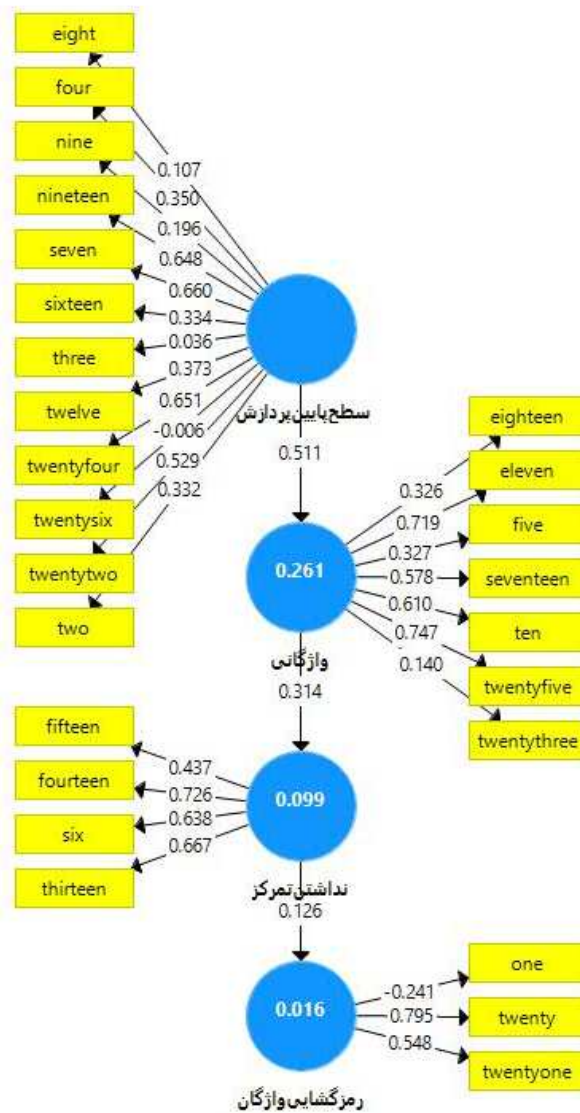 eight
four
nine
nineteen
seven
sixteen
three
twelve
twentyfour
twentysix
twentytwo
two
0.107
0.350
0.196
0.648
0.660
0.334
0.036
0.373
0.651
-0.006
0.529
0.332
سطح‌پایین‌پردازش
0.511
0.261
واژگانی
0.326
0.719
0.327
0.578
0.610
0.747
0.140
eighteen
eleven
five
seventeen
ten
twentyfive
twentythree
0.314
fifteen
fourteen
six
thirteen
0.437
0.726
0.638
0.667
0.099
نداشتن‌تمرکز
0.126
0.016
رمزگشایی‌واژگان
-0.241
0.795
0.548
one
twenty
twentyone